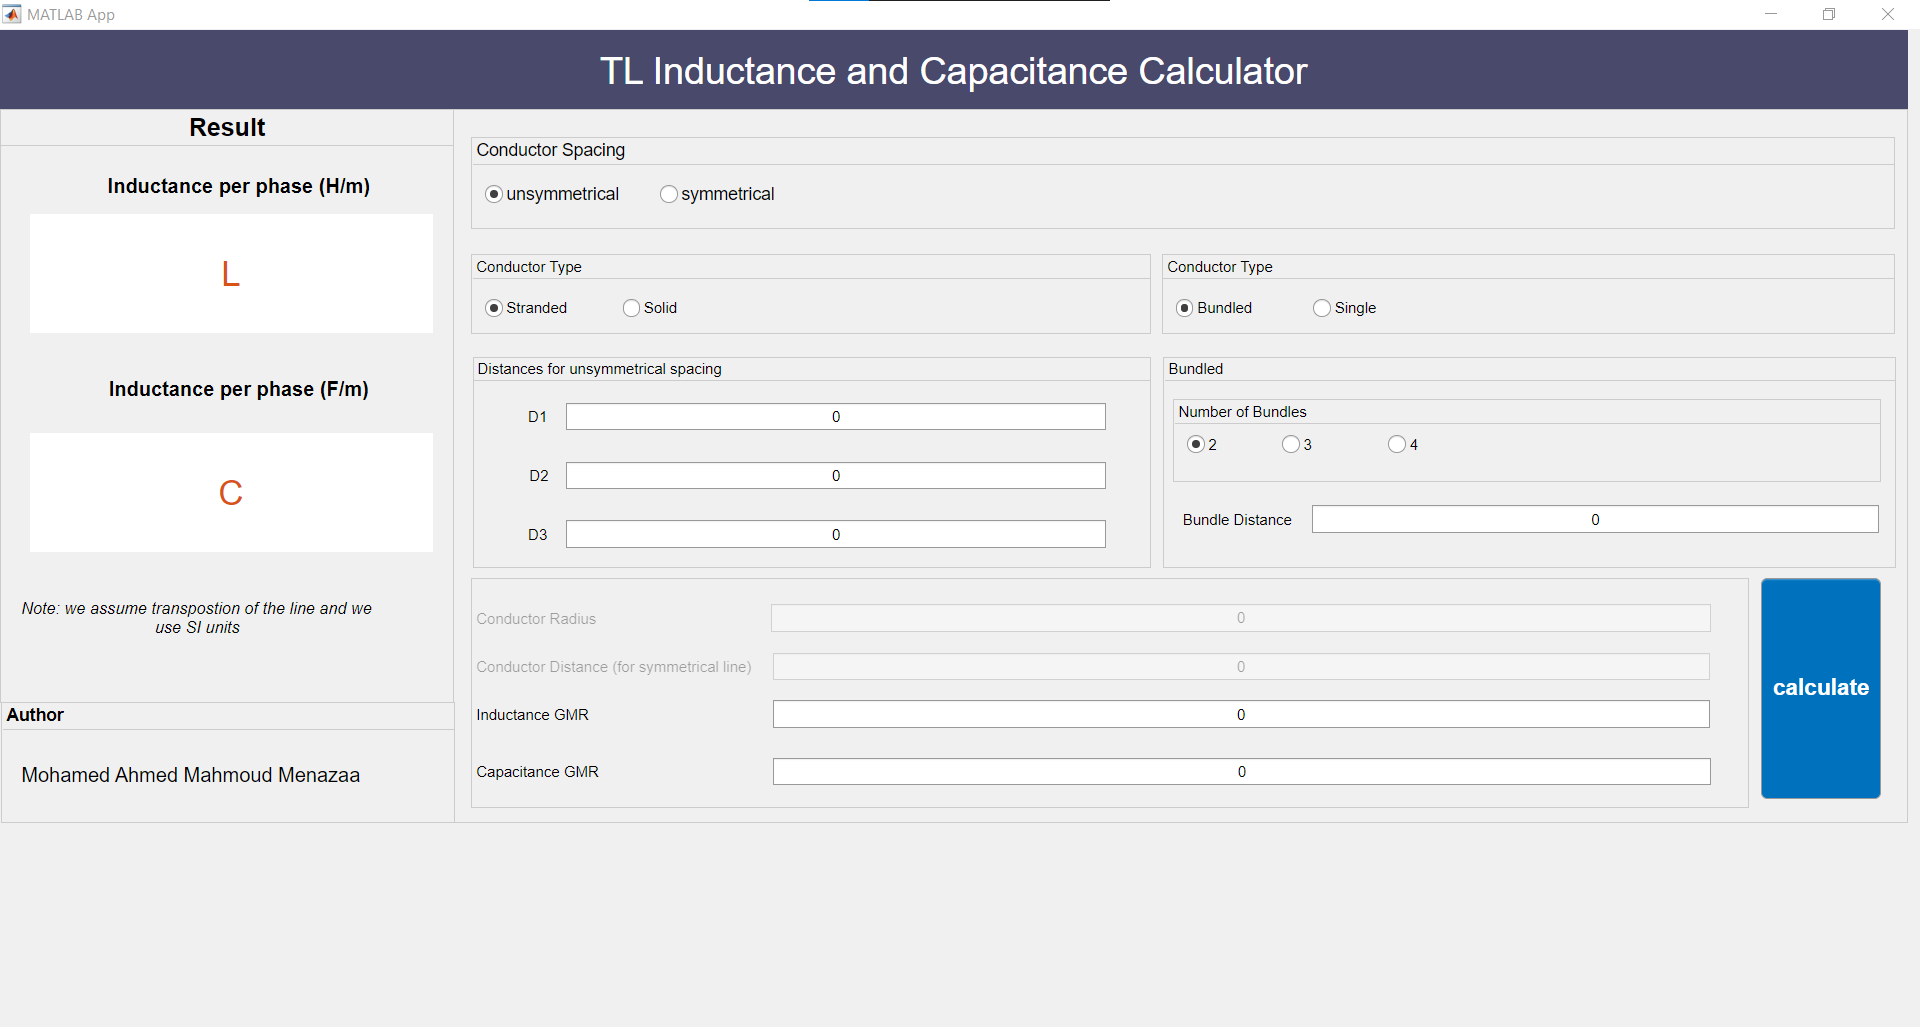 MATLAB App
TL Inductance and Capacitance Calculator
Result
Inductance per phase (H/m)
L
Inductance per phase (F/m)
C
Note: we assume transpostion of the line and we
use SI units
Author
Mohamed Ahmed Mahmoud Menazaa
Conductor Spacing
unsymmetrical symmetrical
Conductor Type
Stranded Solid
Conductor Type
Bundled Single
Distances for unsymmetrical spacing
D1 0
D2 0
D3 0
Bundled
Number of Bundles
2 3 4
Bundle Distance 0
Conductor Radius 0
Conductor Distance (for symmetrical line) 0
Inductance GMR 0
Capacitance GMR 0
calculate